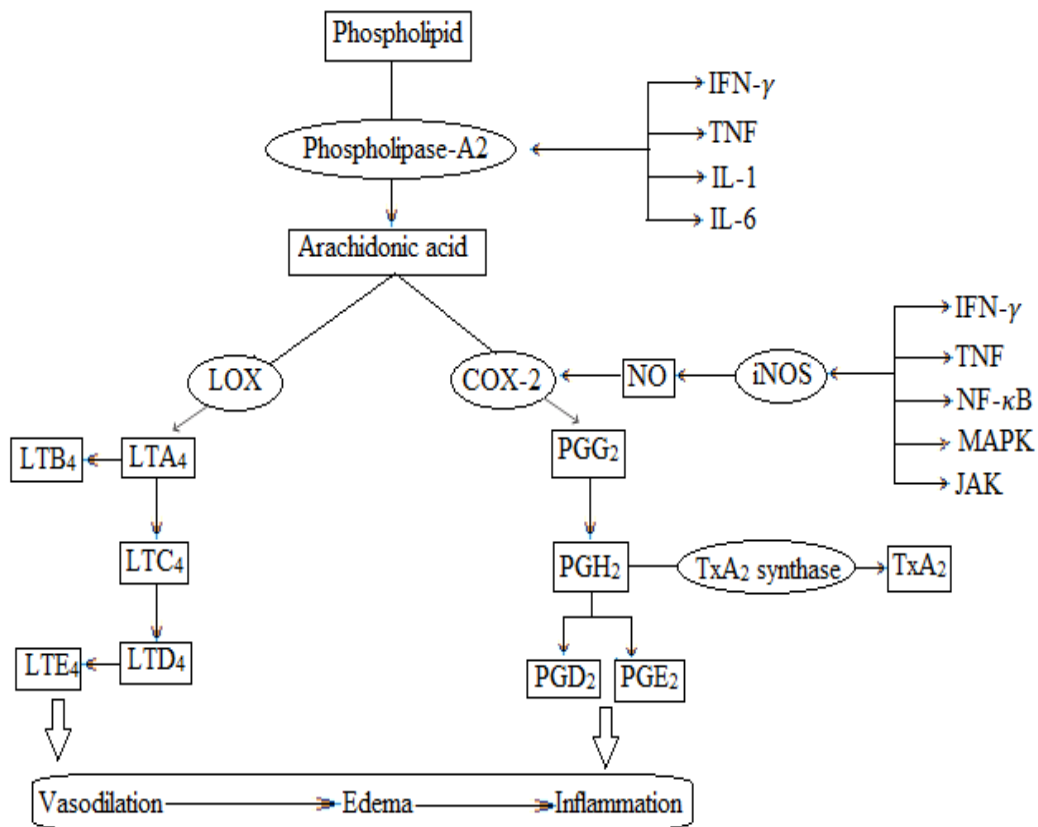 Phospholipid
IFN-γ
Phospholipase-A2
TNF
IL-1
IL-6
Arachidonic acid
IFN-γ
LOX
COX-2
NO
iNOS
TNF
NF-κB
MAPK
JAK
LTB₄
LTA₄
PGG₂
LTC₄
PGH₂
TxA₂ synthase
TxA₂
LTE₄
LTD₄
PGD₂
PGE₂
Vasodilation
Edema
Inflammation